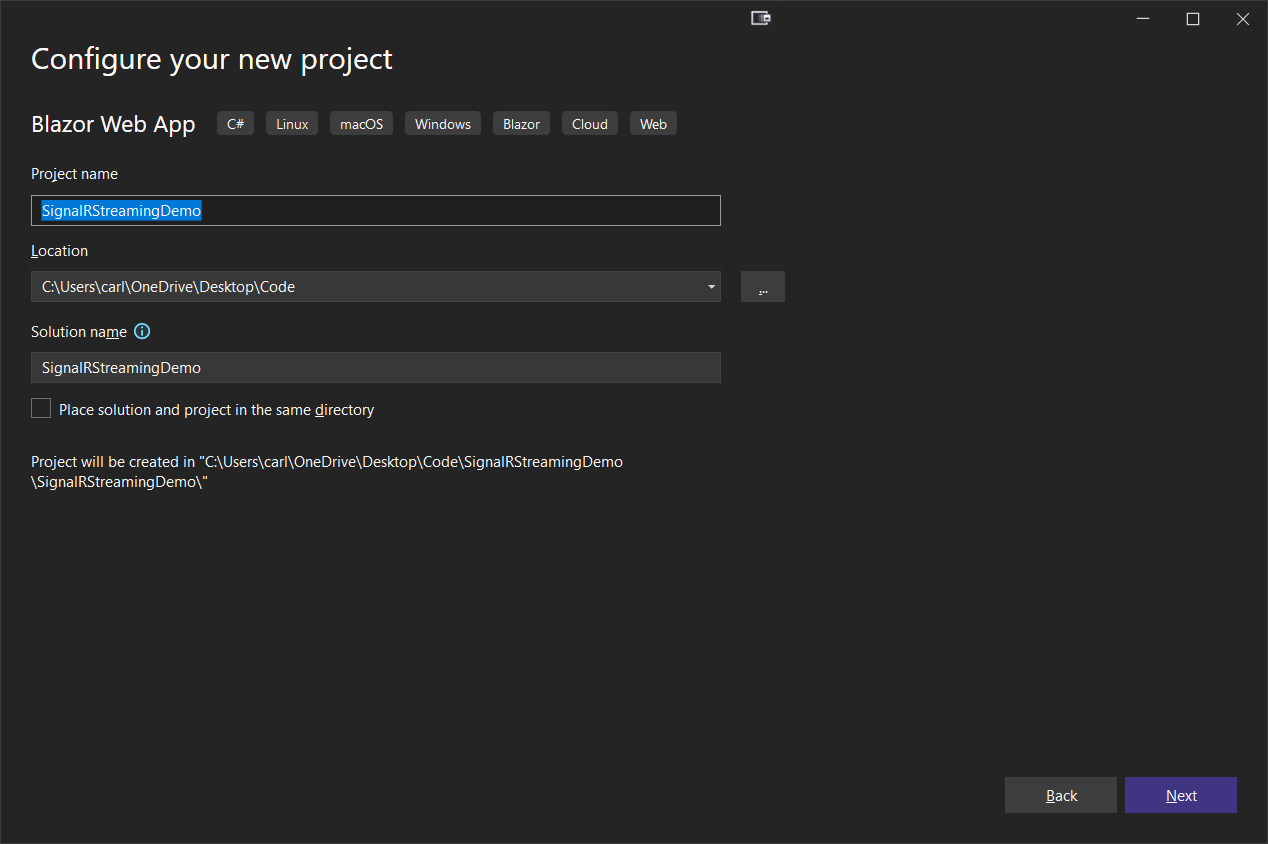 Configure your new project
Blazor Web App C# Linux macOS Windows Blazor Cloud Web
Project name
SignalRStreamingDemo
Location
C:\Users\carl\OneDrive\Desktop\Code
...
Solution name
SignalRStreamingDemo
Place solution and project in the same directory
Project will be created in "C:\Users\carl\OneDrive\Desktop\Code\SignalRStreamingDemo
\SignalRStreamingDemo\"
Back Next